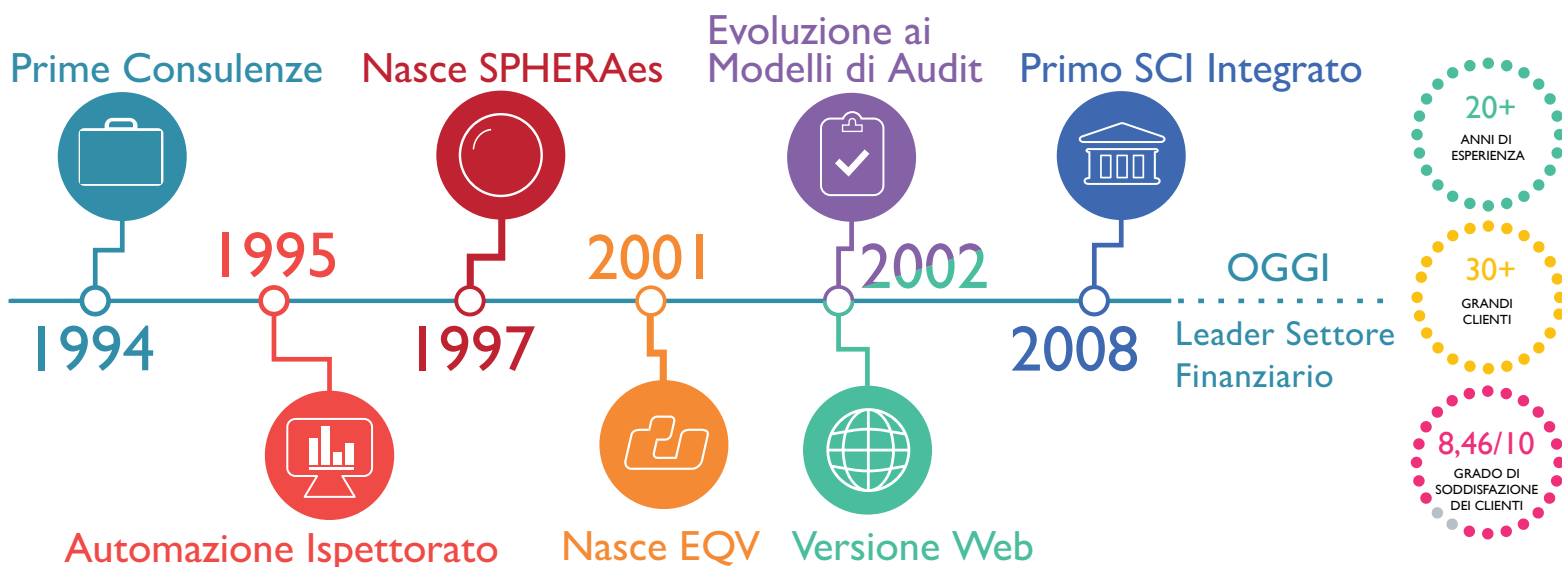 Prime Consulenze
1994
1995
Automazione Ispettorato
Nasce SPHERAes
1997
2001
Nasce EQV
Evoluzione ai
Modelli di Audit
2002
Versione Web
Primo SCI Integrato
2008
OGGI
Leader Settore
Finanziario
20+
ANNI DI
ESPERIENZA
30+
GRANDI
CLIENTI
8,46/10
GRADO DI
SODDISFAZIONE
DEI CLIENTI